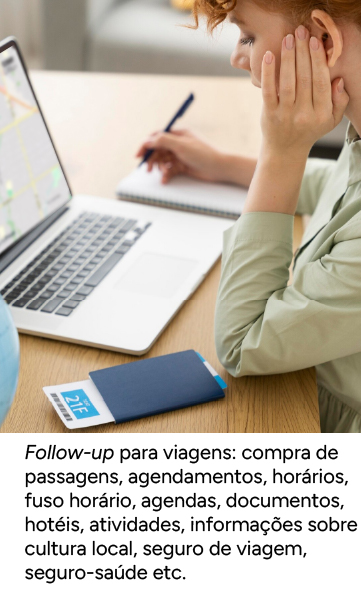 21F
Follow-up para viagens: compra de
passagens, agendamentos, horários,
fuso horário, agendas, documentos,
hotéis, atividades, informações sobre
cultura local, seguro de viagem,
seguro-saúde etc.